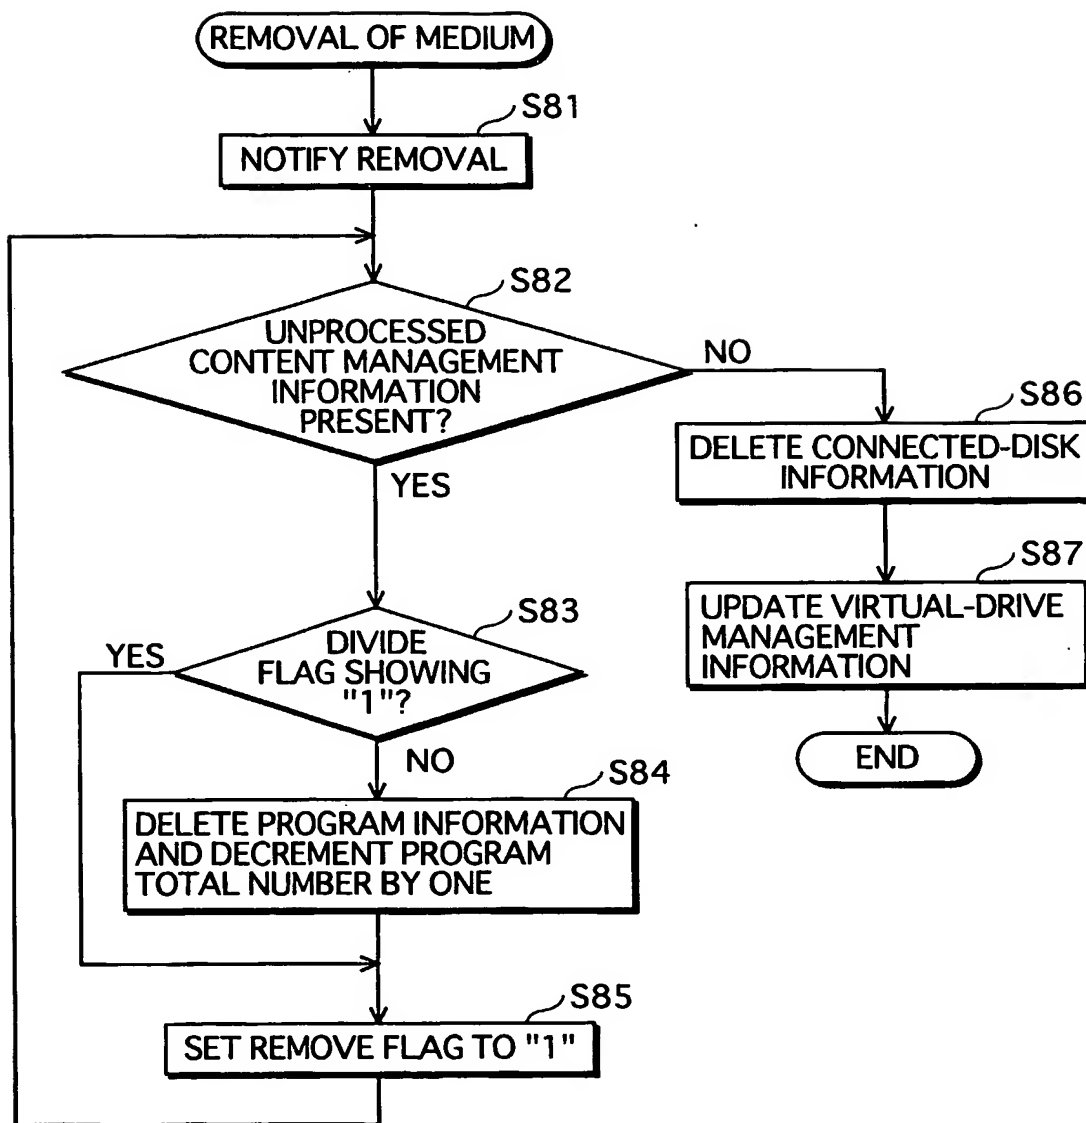 REMOVAL OF MEDIUM
S81
NOTIFY REMOVAL
S82
UNPROCESSED
CONTENT MANAGEMENT
INFORMATION
PRESENT?
NO
YES
S86
DELETE CONNECTED-DISK
INFORMATION
S87
UPDATE VIRTUAL-DRIVE
MANAGEMENT
INFORMATION
END
S83
DIVIDE
FLAG SHOWING
"1"?
YES
NO
S84
DELETE PROGRAM INFORMATION
AND DECREMENT PROGRAM
TOTAL NUMBER BY ONE
S85
SET REMOVE FLAG TO "1"